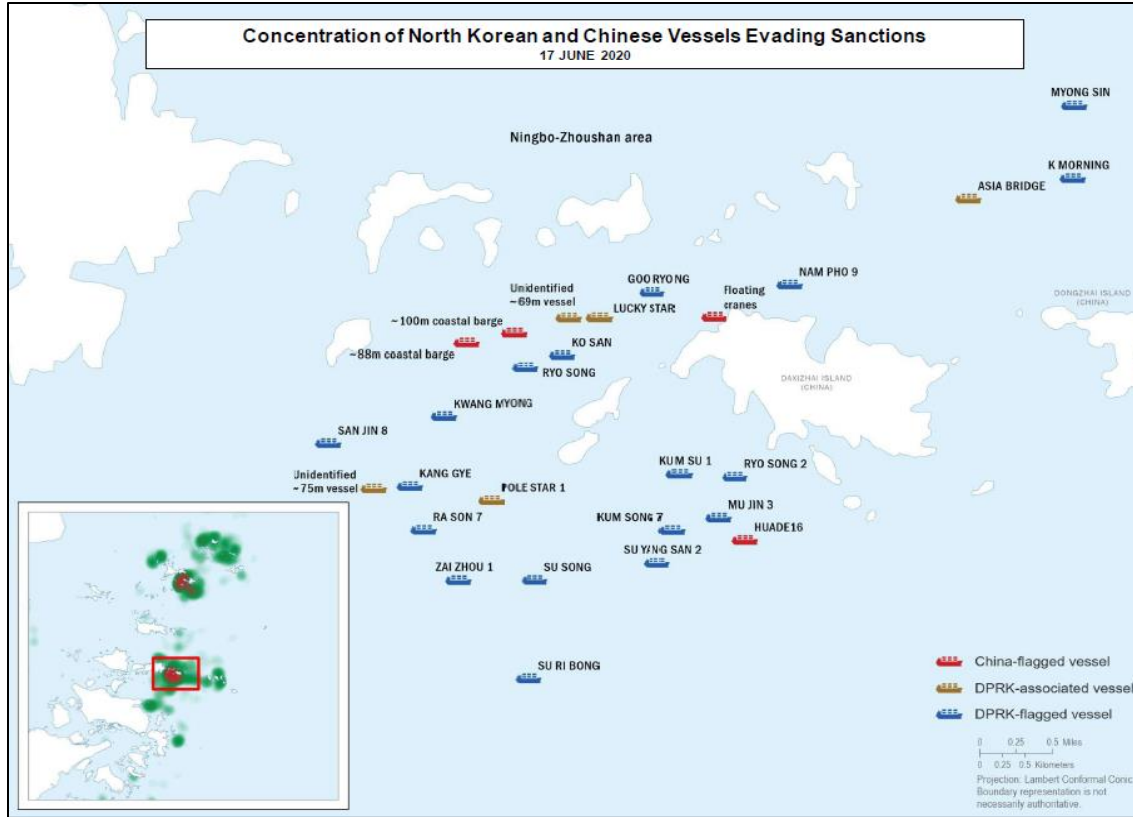 Concentration of North Korean and Chinese Vessels Evading Sanctions
17 JUNE 2020
MYONG SIN
Ningbo-Zhoushan area
K MORNING
ASIA BRIDGE
NAM PHO 9
GOO RYONG
Floating
cranes
Unidentified
~69m vessel
LUCKY STAR
DONGZHAI ISLAND
(CHINA)
~100m coastal barge
~88m coastal barge
KO SAN
RYO SONG
DAXIZHAI ISLAND
(CHINA)
KWANG MYONG
SAN JIN 8
KUM SU 1
RYO SONG 2
Unidentified
~75m vessel
KANG GYE
POLE STAR 1
MU JIN 3
RA SON 7
KUM SONG 7
HUADE16
SU YANG SAN 2
ZAI ZHOU 1
SU SONG
SU RI BONG
China-flagged vessel
DPRK-associated vessel
DPRK-flagged vessel
0 0.25 0.5 Miles
0 0.25 0.5 Kilometers
Projection: Lambert Conformal Conic
Boundary representation is not
necessarily authoritative.